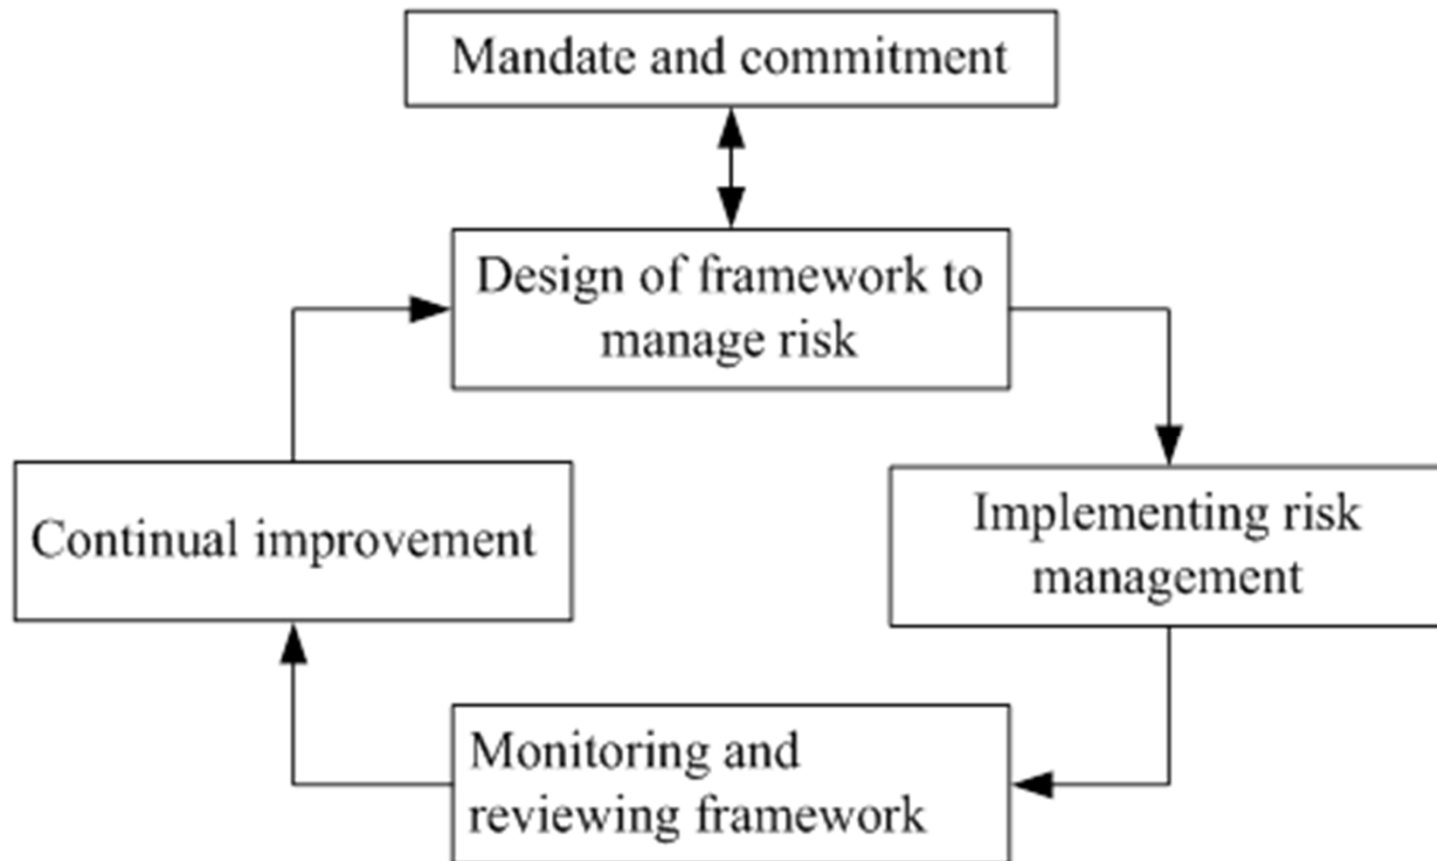 Mandate and commitment
Design of framework to
manage risk
Continual improvement
Implementing risk
management
Monitoring and
reviewing framework